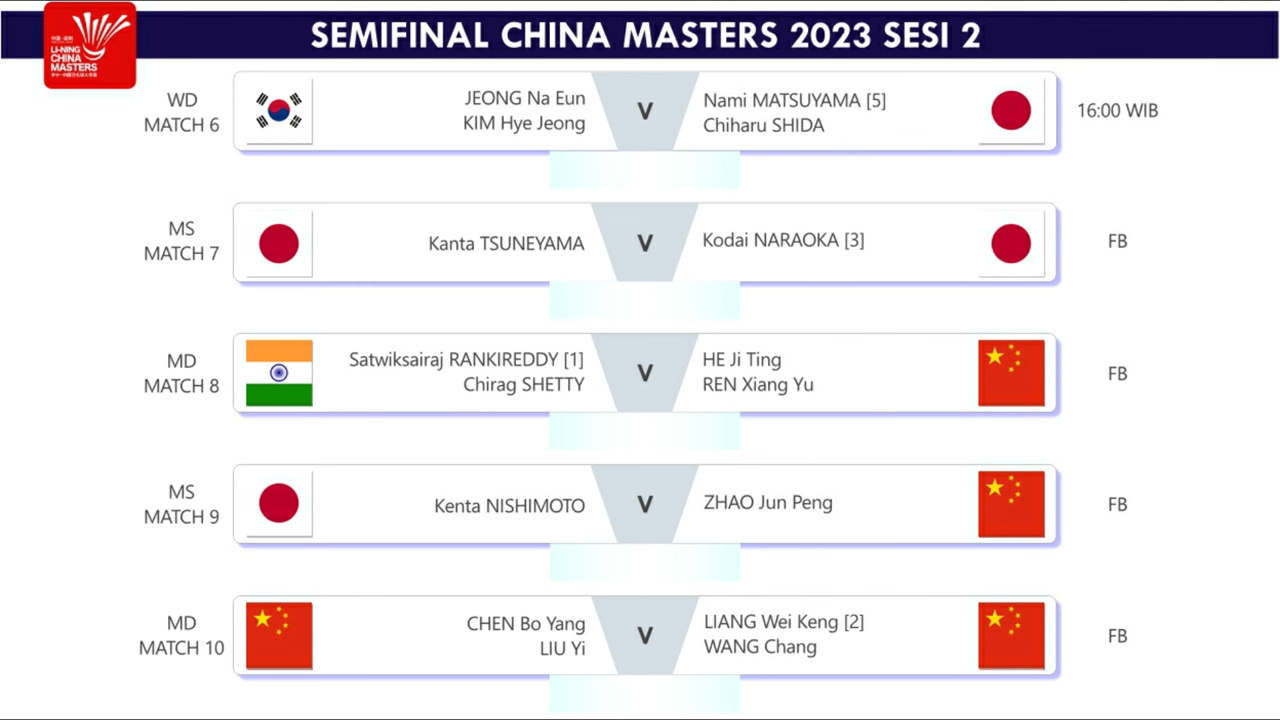 SEMIFINAL CHINA MASTERS 2023 SESI 2
LI-NING
CHINA
MASTERS
WD
MATCH 6
JEONG Na Eun
KIM Hye Jeong
V
Nami MATSUYAMA [5]
Chiharu SHIDA
16:00 WIB
MS
MATCH 7
Kanta TSUNEYAMA
V
Kodai NARAOKA [3]
FB
MD
MATCH 8
Satwiksairaj RANKIREDDY [1]
Chirag SHETTY
V
HE Ji Ting
REN Xiang Yu
FB
MS
MATCH 9
Kenta NISHIMOTO
V
ZHAO Jun Peng
FB
MD
MATCH 10
CHEN Bo Yang
LIU Yi
V
LIANG Wei Keng [2]
WANG Chang
FB